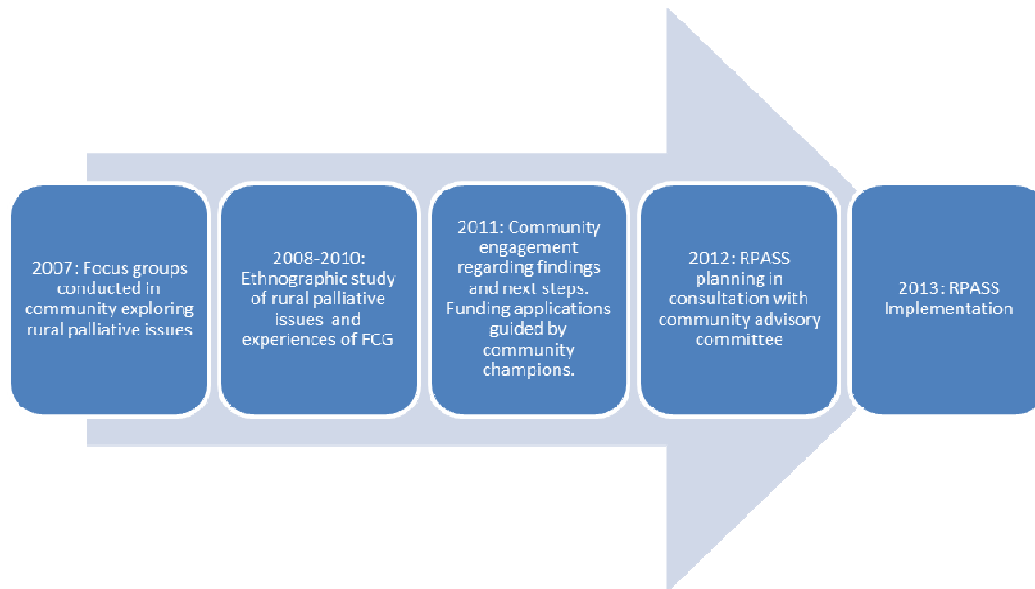 2007: Focus groups
conducted in
community exploring
rural palliative issues
2008-2010:
Ethnographic study
of rural palliative
issues and
experiences of FCG
2011: Community
engagement
regarding findings
and next steps.
Funding applications
guided by
community
champions.
2012: RPASS
planning in
consultation with
community advisory
committee
2013: RPASS
Implementation